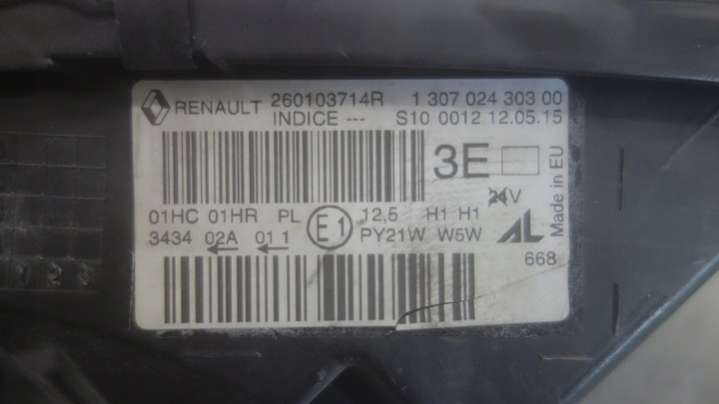 RENAULT 260103714R 1 307 024 303 00
INDICE --- S10 0012 12.05.15
3E
24V
Made in EU
01HC 01HR PL E1 12,5 H1 H1
3434 02A 01 1 PY21W W5W AL
668